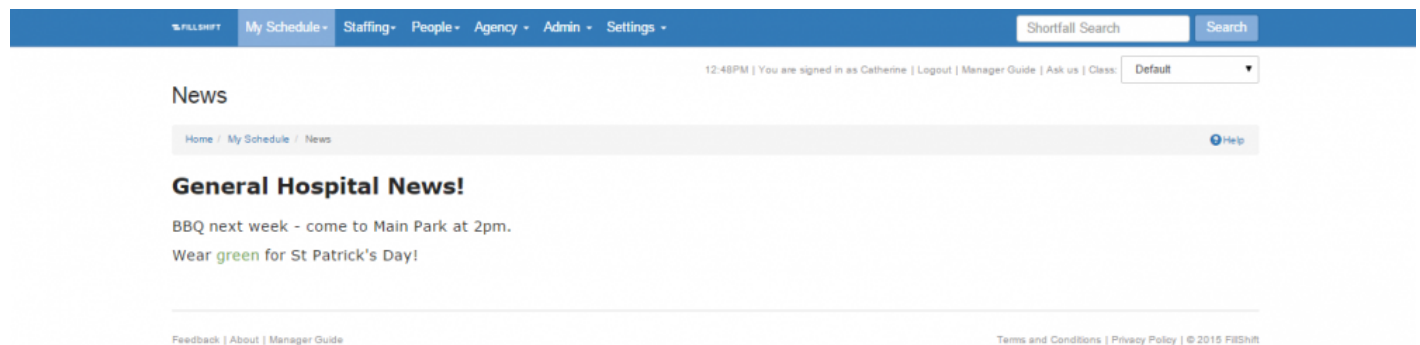 FILLSHIFT My Schedule Staffing People Agency Admin Settings Shortfall Search Search
12:48PM | You are signed in as Catherine | Logout | Manager Guide | Ask us | Class: Default
News
Home / My Schedule / News Help
General Hospital News!
BBQ next week - come to Main Park at 2pm.
Wear green for St Patrick's Day!
Feedback | About | Manager Guide Terms and Conditions | Privacy Policy | © 2015 FillShift